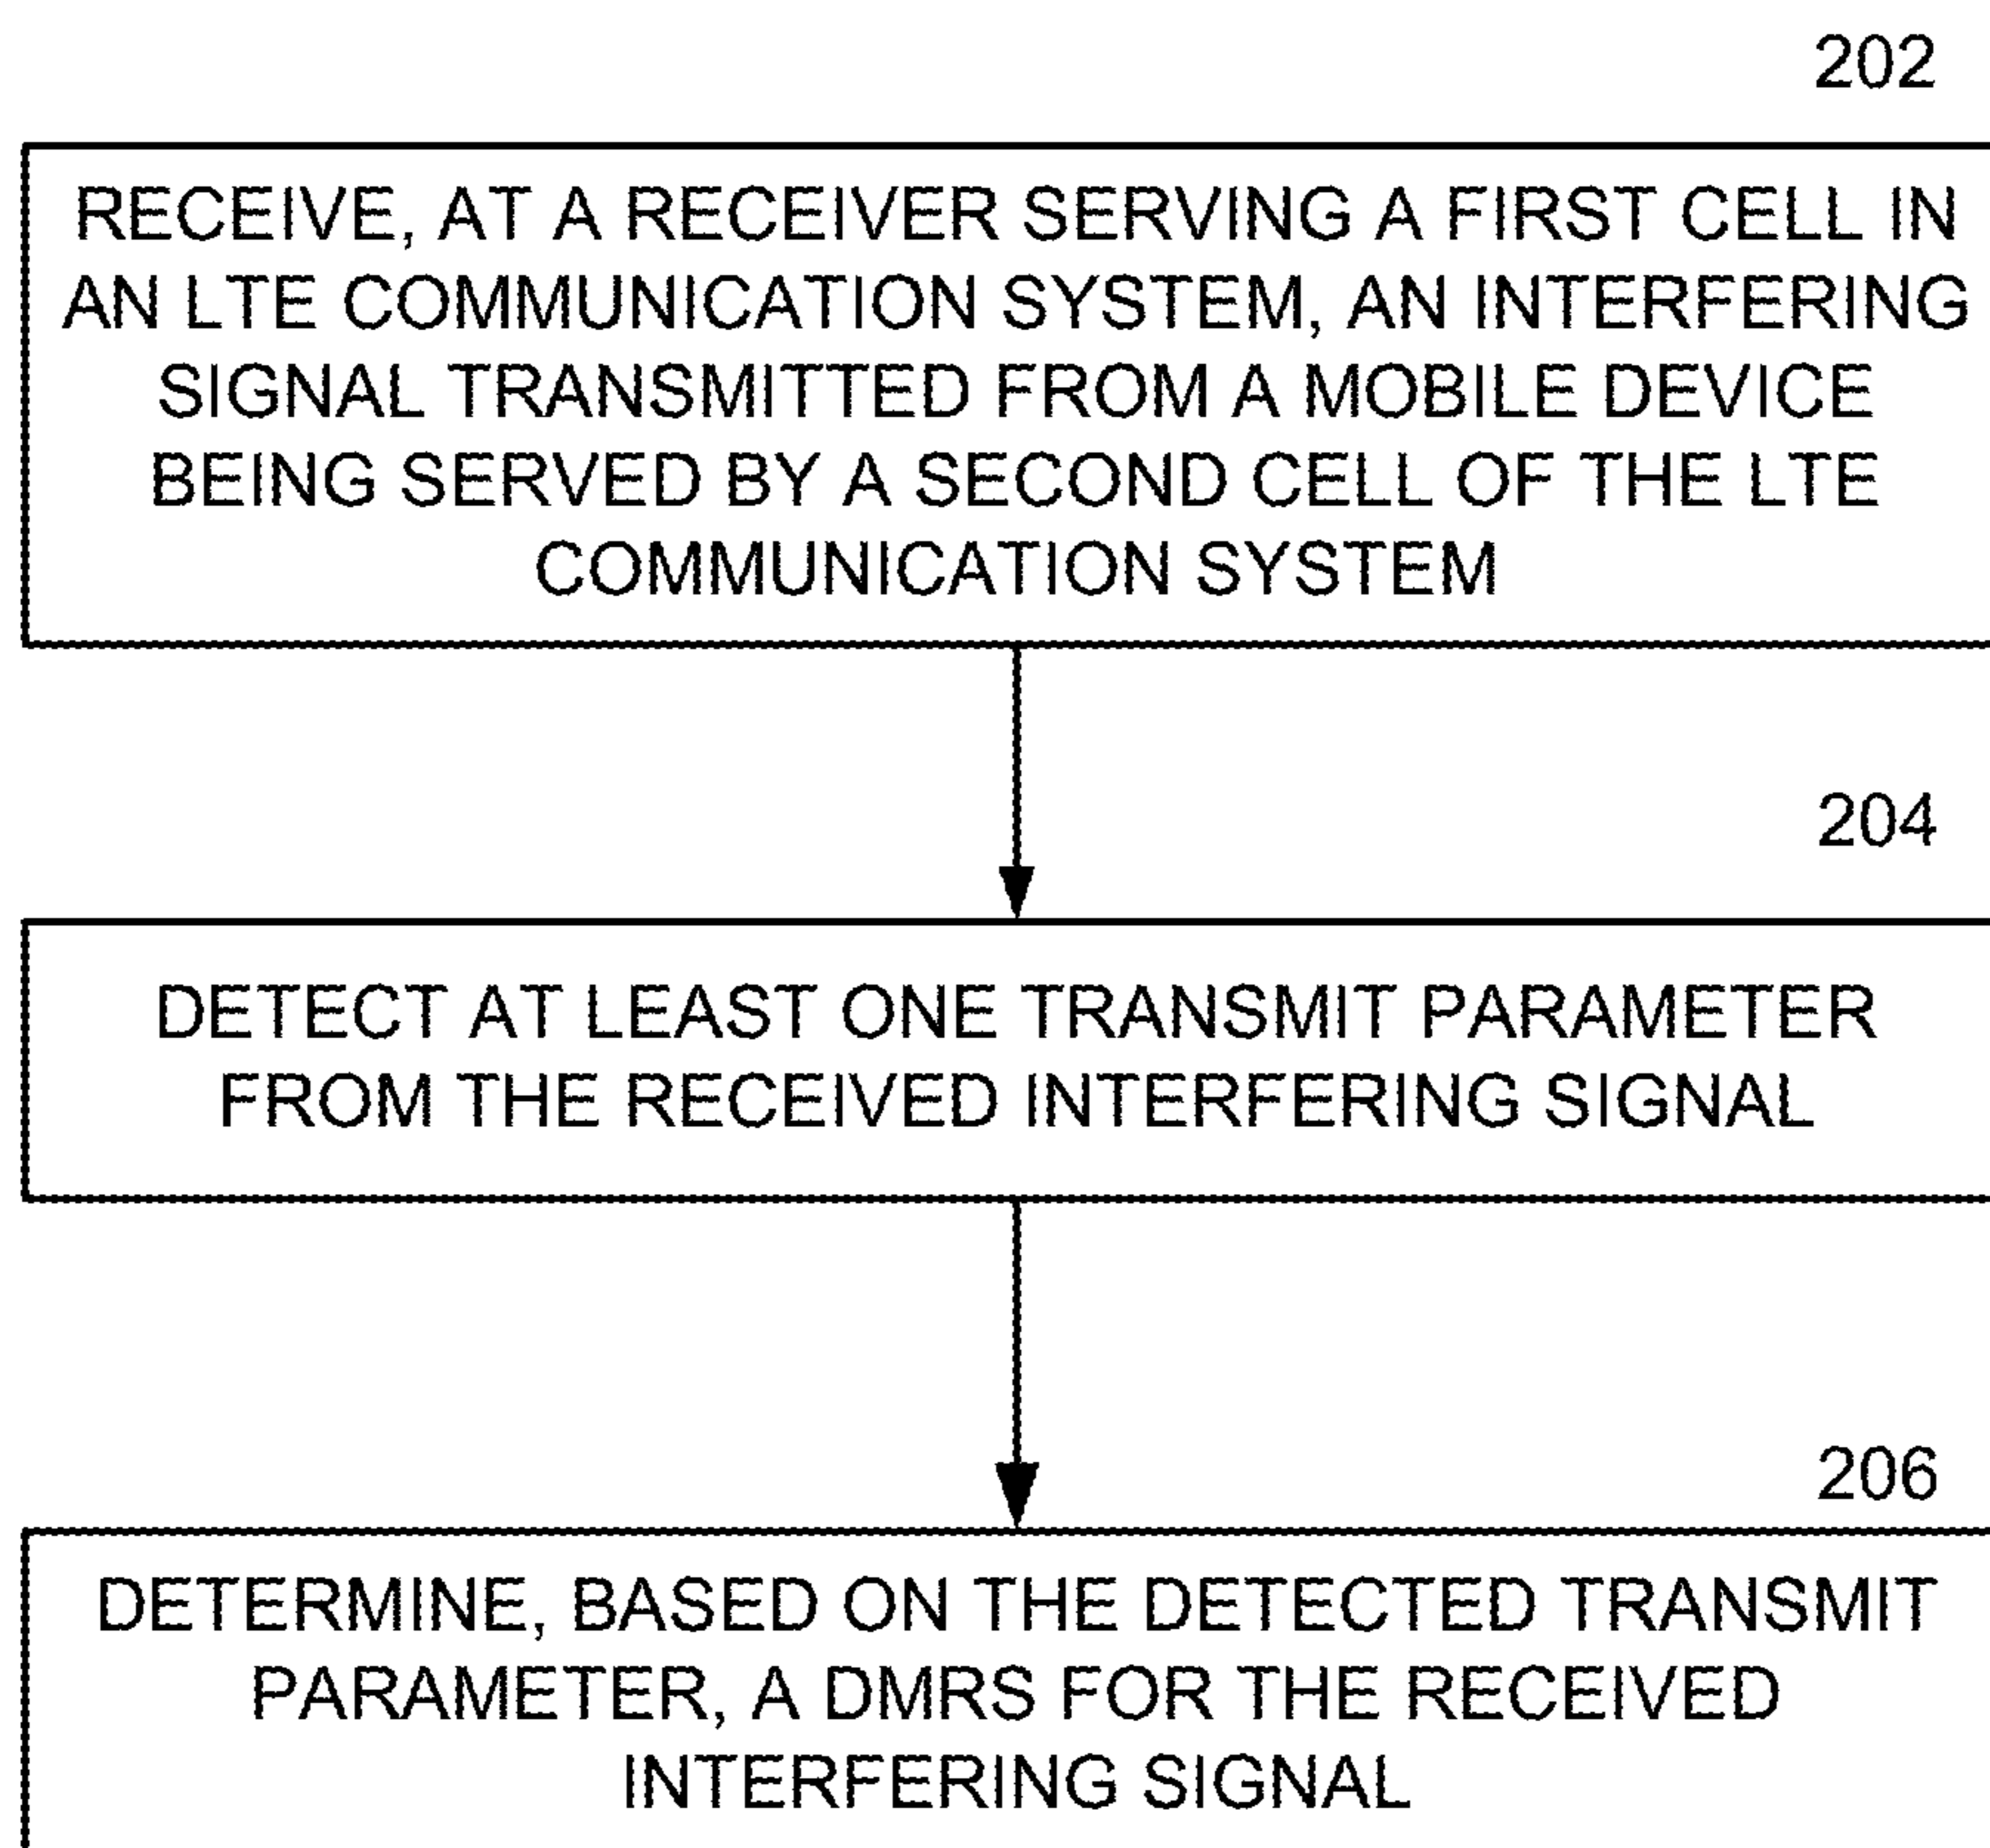 202
RECEIVE, AT A RECEIVER SERVING A FIRST CELL IN
AN LTE COMMUNICATION SYSTEM, AN INTERFERING
SIGNAL TRANSMITTED FROM A MOBILE DEVICE
BEING SERVED BY A SECOND CELL OF THE LTE
COMMUNICATION SYSTEM
204
DETECT AT LEAST ONE TRANSMIT PARAMETER
FROM THE RECEIVED INTERFERING SIGNAL
206
DETERMINE, BASED ON THE DETECTED TRANSMIT
PARAMETER, A DMRS FOR THE RECEIVED
INTERFERING SIGNAL